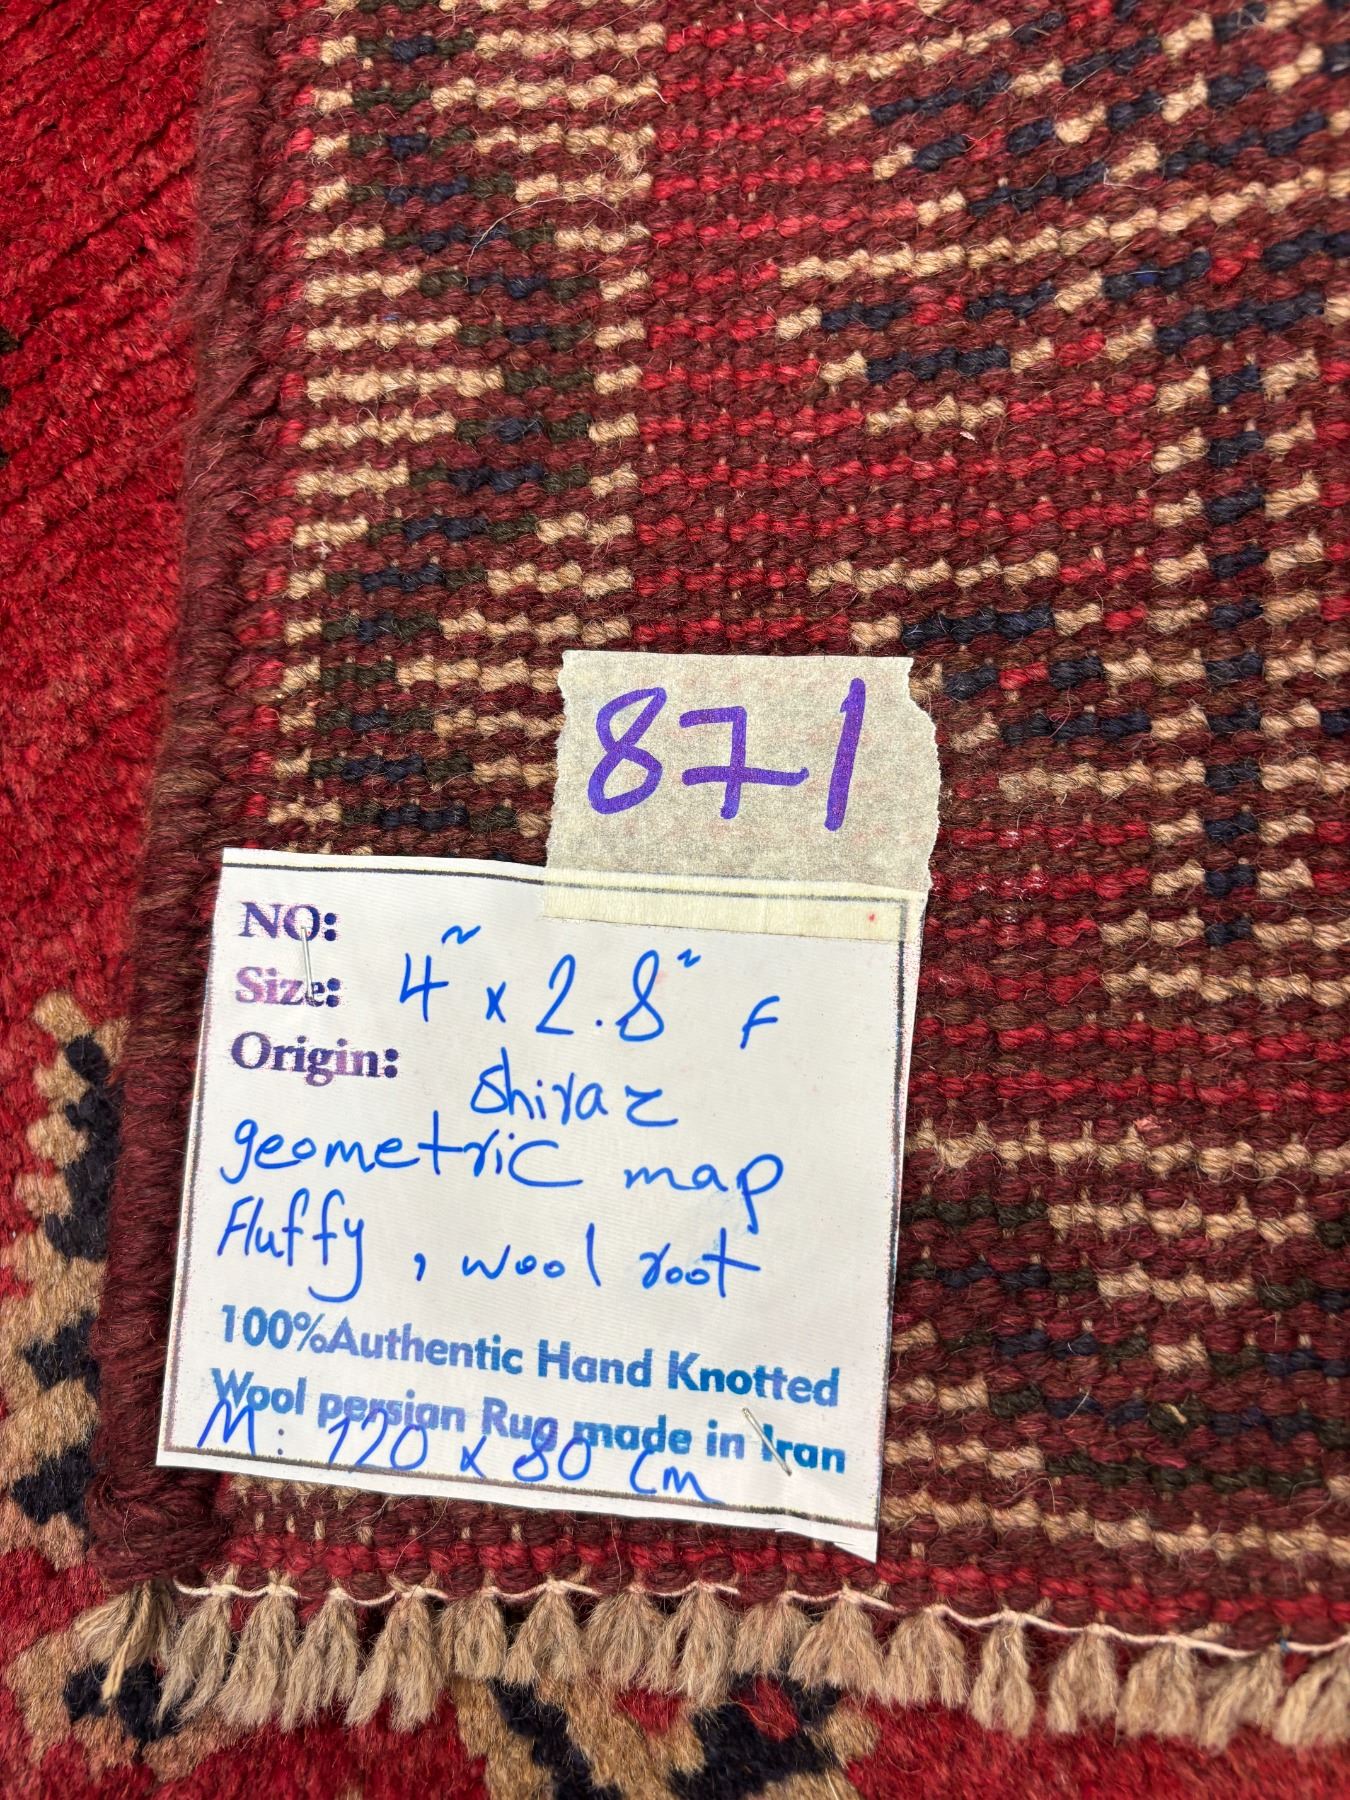 871
NO:
Size: 4" x 2.8" F
Origin: Shiraz
geometric map
Fluffy, wool root
100%Authentic Hand Knotted
Wool persian Rug made in Iran
M: 120 x 80 cm